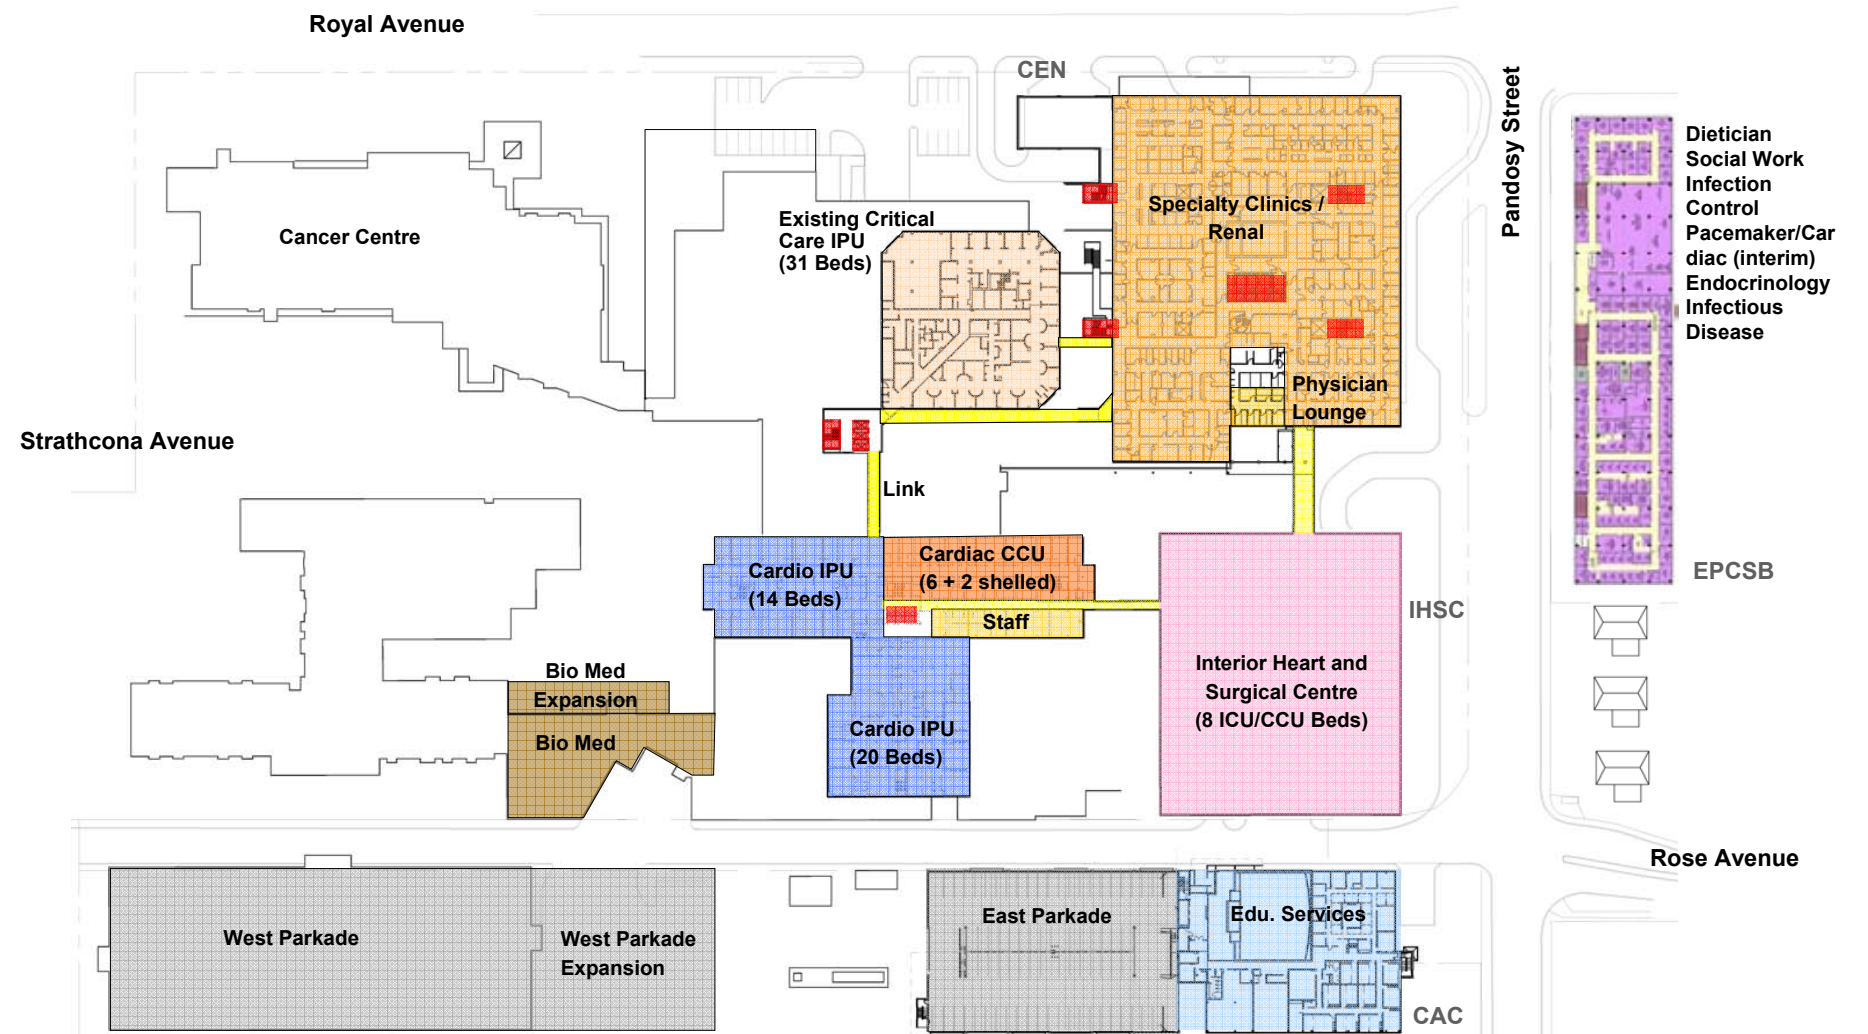 Royal Avenue
CEN
Pandosy Street
Dietician
Social Work
Infection
Control
Pacemaker/Car
diac (interim)
Endocrinology
Infectious
Disease
Cancer Centre
Existing Critical
Care IPU
(31 Beds)
Specialty Clinics /
Renal
Physician
Lounge
Strathcona Avenue
Link
Cardio IPU
(14 Beds)
Cardiac CCU
(6 + 2 shelled)
Staff
EPCSB
IHSC
Interior Heart and
Surgical Centre
(8 ICU/CCU Beds)
Bio Med
Expansion
Bio Med
Cardio IPU
(20 Beds)
Rose Avenue
West Parkade
West Parkade
Expansion
East Parkade
Edu. Services
CAC